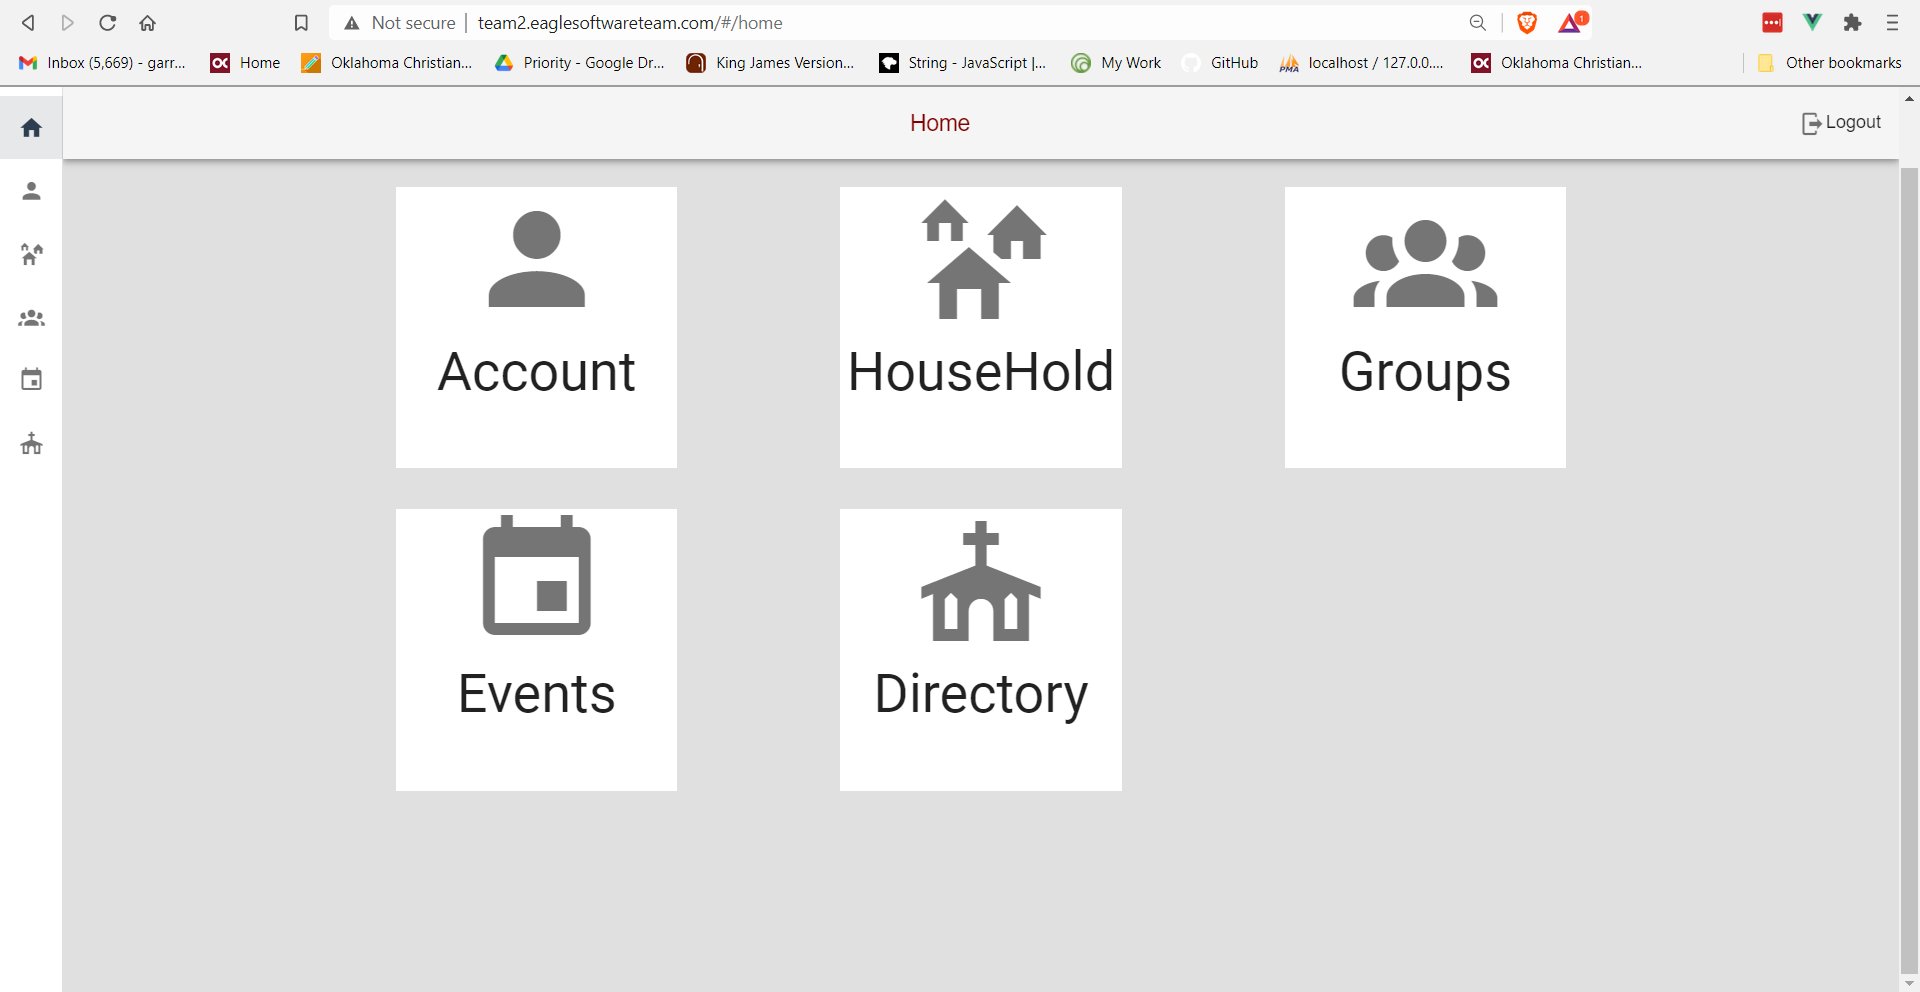 Not secure team2.eaglesoftwareteam.com/#/home 1
Inbox (5,669) - garr... Home Oklahoma Christian... Priority - Google Dr... King James Version... String - JavaScript |... My Work GitHub localhost / 127.0.0.... Oklahoma Christian... Other bookmarks
Home
Logout
Account
HouseHold
Groups
Events
Directory